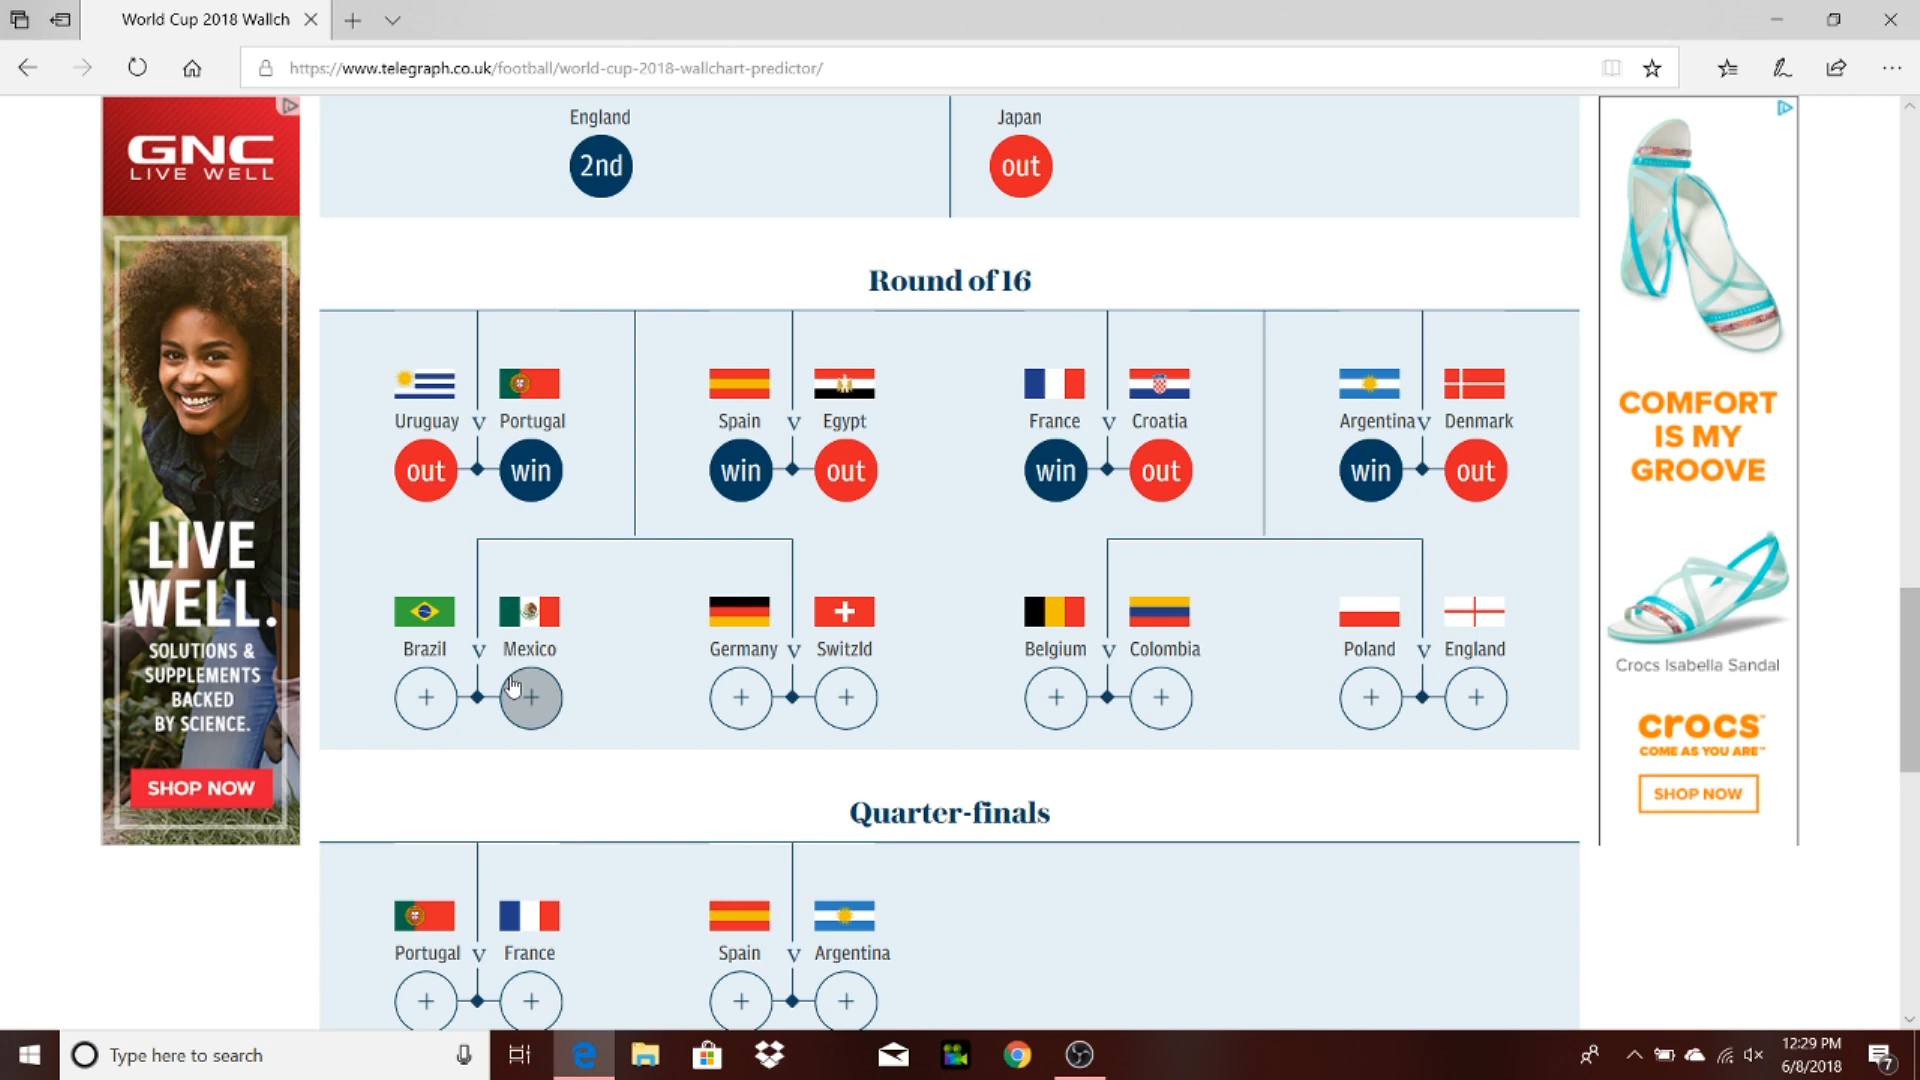 World Cup 2018 Wallch
https://www.telegraph.co.uk/football/world-cup-2018-wallchart-predictor/
GNC
LIVE WELL
LIVE
WELL.
SOLUTIONS &
SUPPLEMENTS
BACKED
BY SCIENCE.
SHOP NOW
England
Japan
2nd
out
Round of 16
Uruguay v Portugal
Spain v Egypt
France v Croatia
Argentina v Denmark
out win
win out
win out
win out
Brazil v Mexico
Germany v Switzld
Belgium v Colombia
Poland v England
+ +
+ +
+ +
+ +
Quarter-finals
Portugal v France
Spain v Argentina
+ +
+ +
COMFORT
IS MY
GROOVE
Crocs Isabella Sandal
crocs™
COME AS YOU ARE™
SHOP NOW
Type here to search
12:29 PM
6/8/2018
7